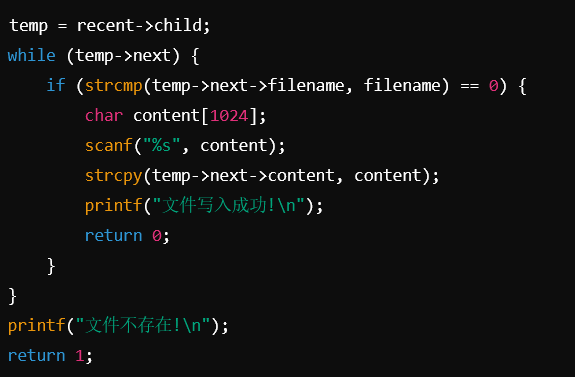 temp = recent->child;
while (temp->next) {
    if (strcmp(temp->next->filename, filename) == 0) {
        char content[1024];
        scanf("%s", content);
        strcpy(temp->next->content, content);
        printf("文件写入成功!\n");
        return 0;
    }
}
printf("文件不存在!\n");
return 1;